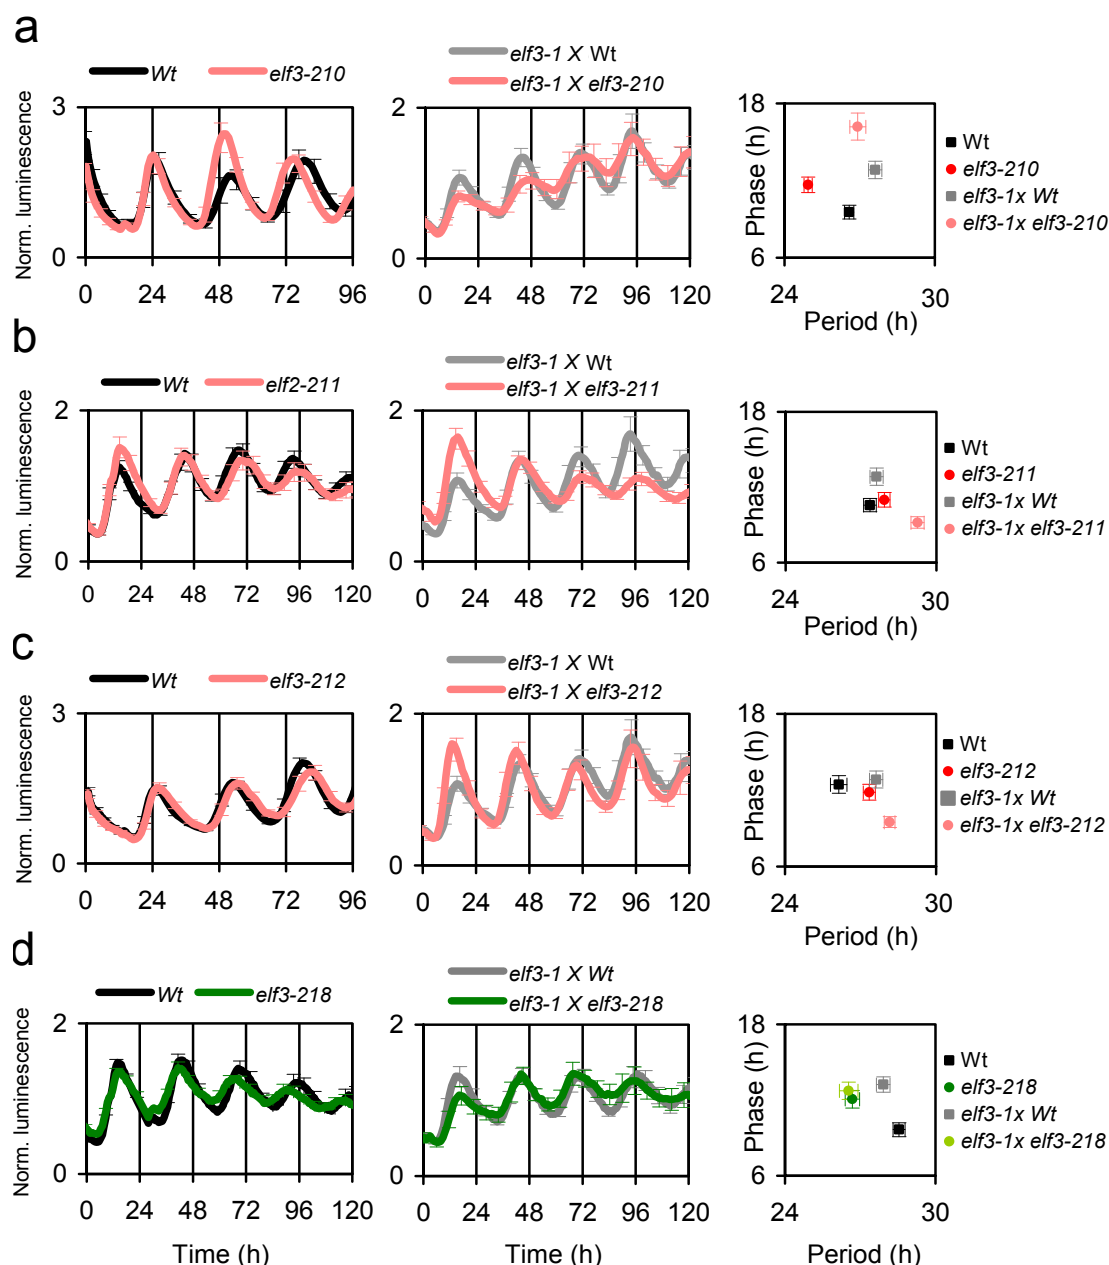 a
Wt elf3-210
elf3-1 X Wt
elf3-1 X elf3-210
Norm. luminescence
3
0
0 24 48 72 96
2
0
0 24 48 72 96 120
Phase (h)
18
6
24 30
Period (h)
Wt
elf3-210
elf3-1x Wt
elf3-1x elf3-210
b
Wt elf2-211
elf3-1 X Wt
elf3-1 X elf3-211
Norm. luminescence
2
0
0 24 48 72 96 120
2
0
0 24 48 72 96 120
Phase (h)
18
6
24 30
Period (h)
Wt
elf3-211
elf3-1x Wt
elf3-1x elf3-211
c
Wt elf3-212
elf3-1 X Wt
elf3-1 X elf3-212
Norm. luminescence
3
0
0 24 48 72 96
2
0
0 24 48 72 96 120
Phase (h)
18
6
24 30
Period (h)
Wt
elf3-212
elf3-1x Wt
elf3-1x elf3-212
d
Wt elf3-218
elf3-1 X Wt
elf3-1 X elf3-218
Norm. luminescence
2
0
0 24 48 72 96 120
Time (h)
2
0
0 24 48 72 96 120
Time (h)
Phase (h)
18
6
24 30
Period (h)
Wt
elf3-218
elf3-1x Wt
elf3-1x elf3-218